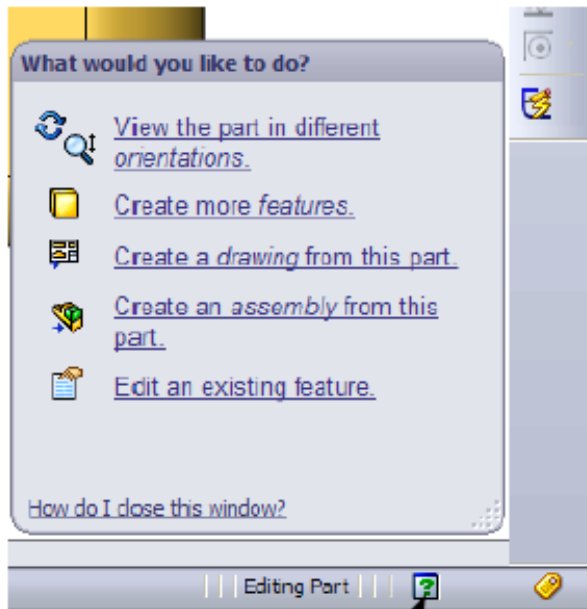 What would you like to do?
View the part in different
orientations.
Create more features.
Create a drawing from this part.
Create an assembly from this
part.
Edit an existing feature.
How do I close this window?
Editing Part
?